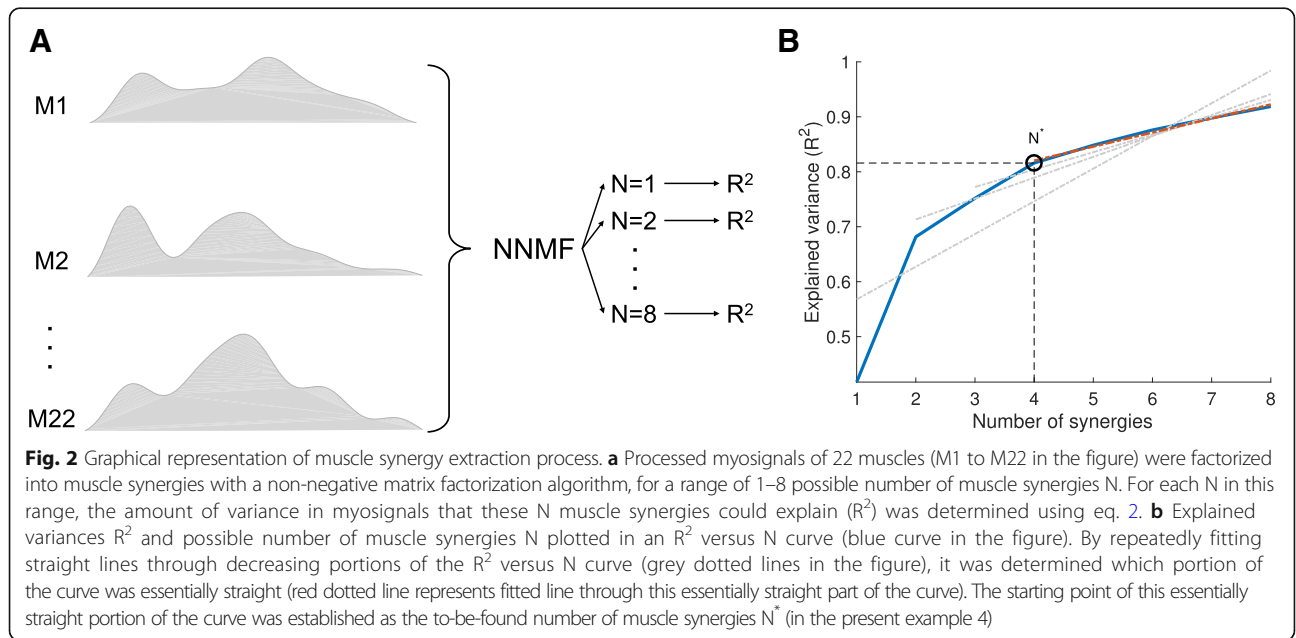 A
M1
M2
M22
NNMF
N=1
R²
N=2
R²
N=8
R²
B
Explained variance (R²)
1
0.9
0.8
0.7
0.6
0.5
N*
1 2 3 4 5 6 7 8
Number of synergies
Fig. 2 Graphical representation of muscle synergy extraction process. a Processed myosignals of 22 muscles (M1 to M22 in the figure) were factorized
into muscle synergies with a non-negative matrix factorization algorithm, for a range of 1–8 possible number of muscle synergies N. For each N in this
range, the amount of variance in myosignals that these N muscle synergies could explain (R²) was determined using eq. 2. b Explained
variances R² and possible number of muscle synergies N plotted in an R² versus N curve (blue curve in the figure). By repeatedly fitting
straight lines through decreasing portions of the R² versus N curve (grey dotted lines in the figure), it was determined which portion of
the curve was essentially straight (red dotted line represents fitted line through this essentially straight part of the curve). The starting point of this essentially
straight portion of the curve was established as the to-be-found number of muscle synergies N* (in the present example 4)